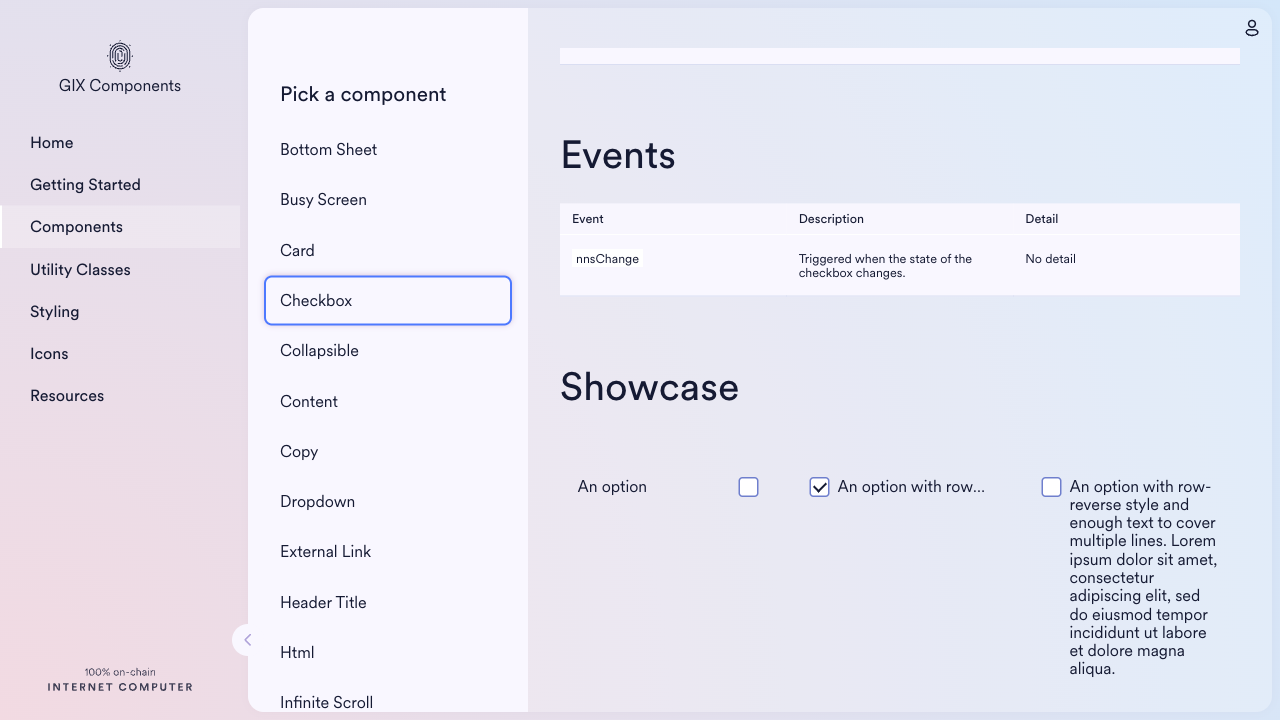 GIX Components
Home
Getting Started
Components
Utility Classes
Styling
Icons
Resources
100% on-chain
INTERNET COMPUTER
Pick a component
Bottom Sheet
Busy Screen
Card
Checkbox
Collapsible
Content
Copy
Dropdown
External Link
Header Title
Html
Infinite Scroll
Events
Event Description Detail
nnsChange Triggered when the state of the No detail
checkbox changes.
Showcase
An option
An option with row...
An option with row-
reverse style and
enough text to cover
multiple lines. Lorem
ipsum dolor sit amet,
consectetur
adipiscing elit, sed
do eiusmod tempor
incididunt ut labore
et dolore magna
aliqua.